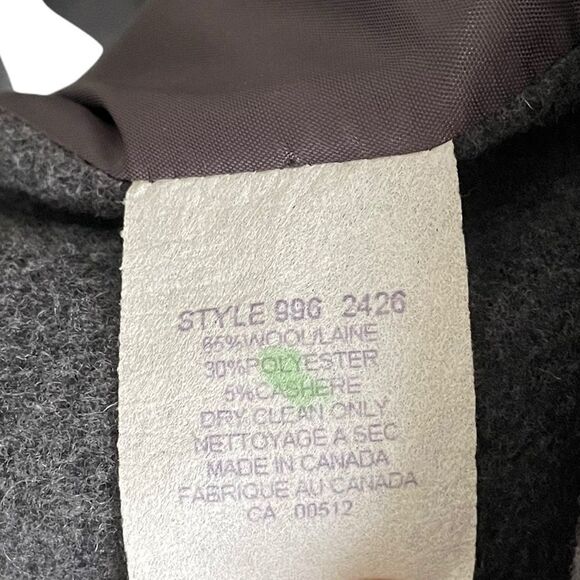 STYLE 996 2426
65%WOOL/LAINE
30%POLYESTER
5%CASHERE
DRY CLEAN ONLY
NETTOYAGE A SEC
MADE IN CANADA
FABRIQUE AU CANADA
CA 00512